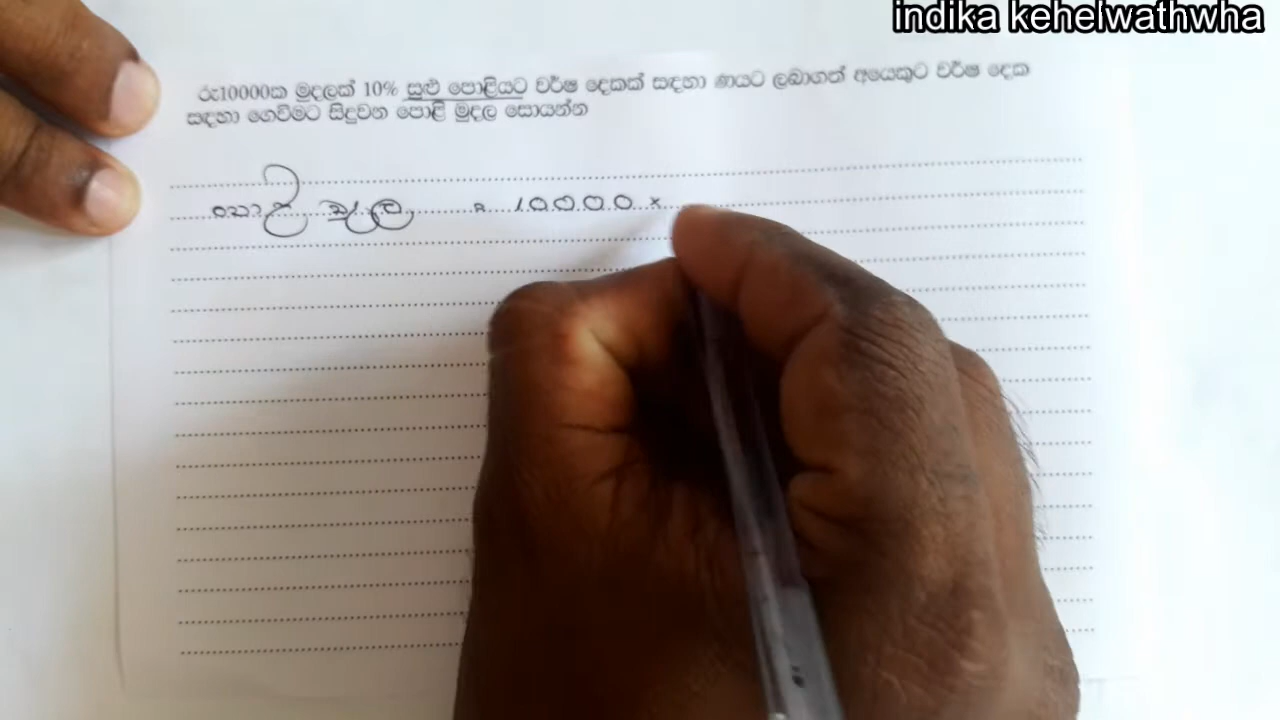 indika kehelwathwha
රු10000ක මුදලක් 10% සුළු පොළියට වර්ෂ දෙකක් සඳහා ණයට ලබාගත් අයෙකුට වර්ෂ දෙක
සඳහා ගෙවීමට සිදුවන පොළී මුදල සොයන්න
පොළී මුදල = 10000 ×